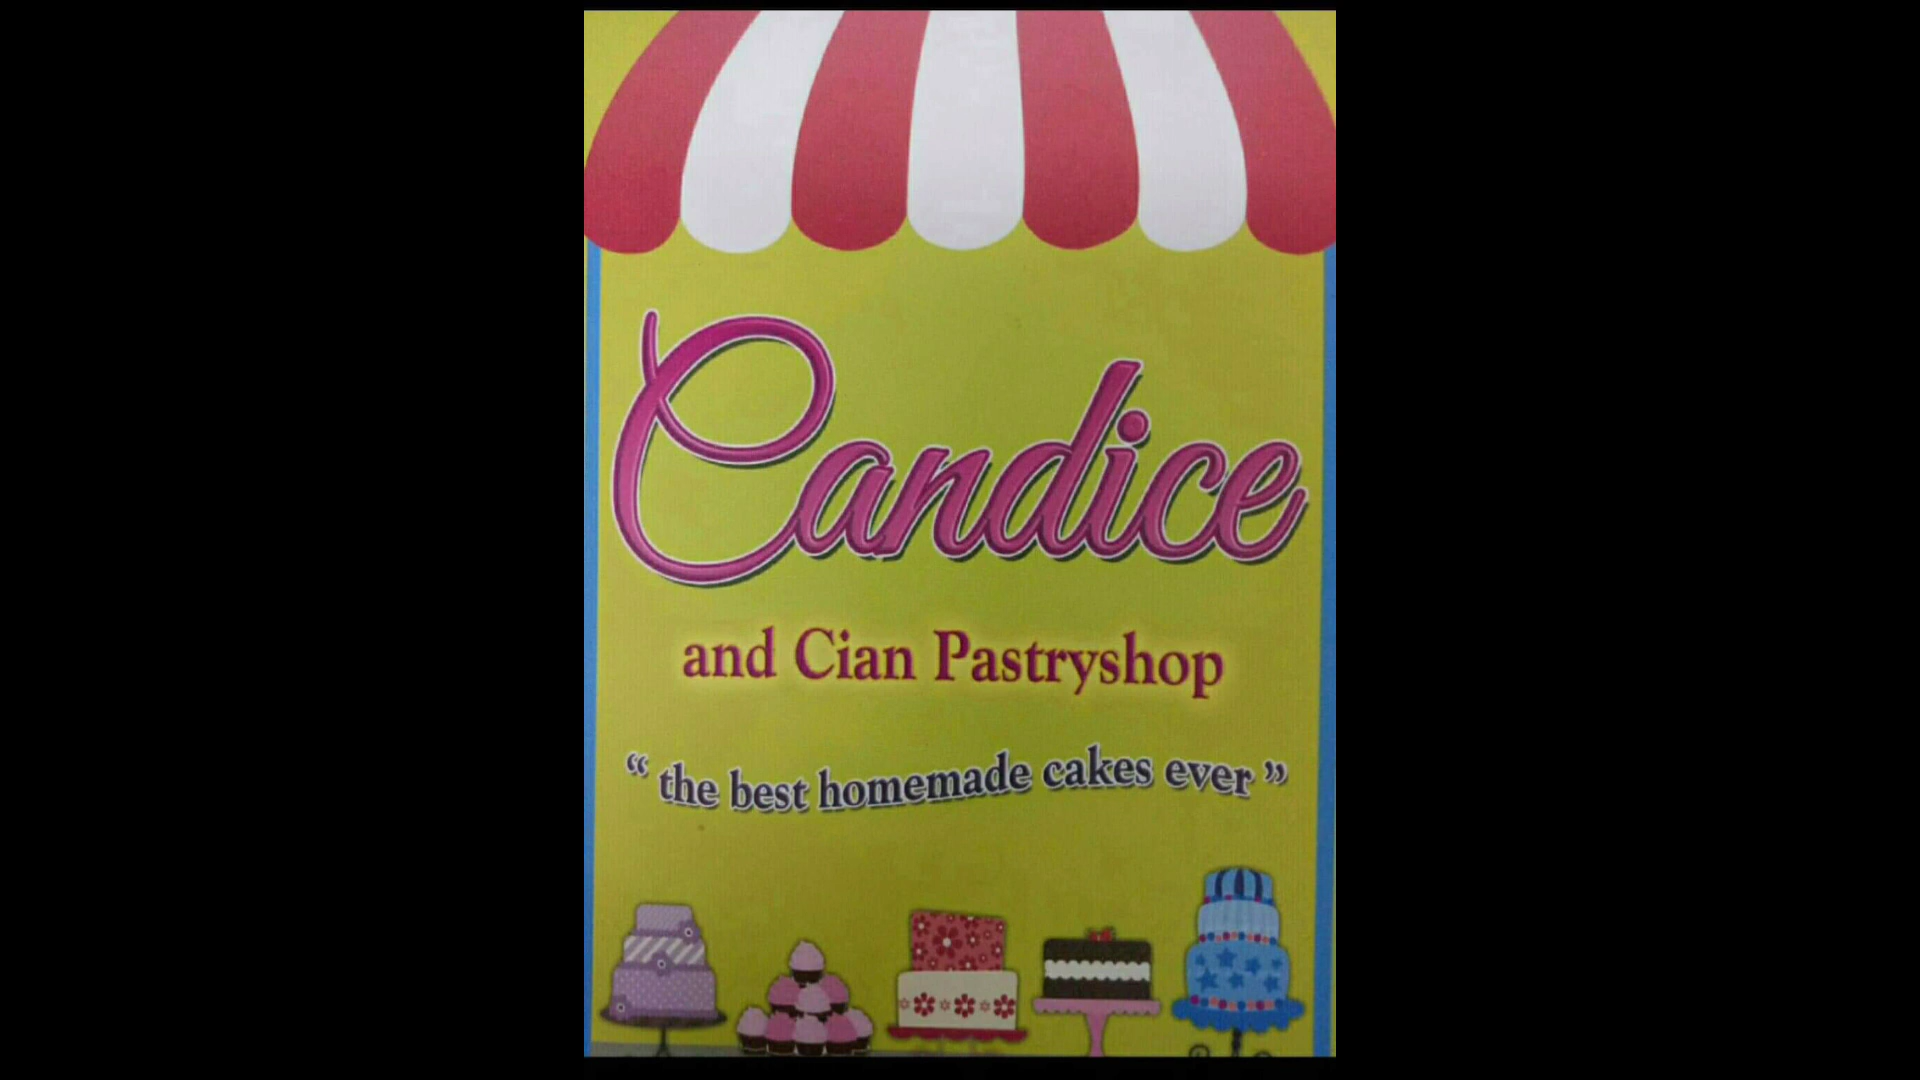 Candice
and Cian Pastryshop
“ the best homemade cakes ever ”